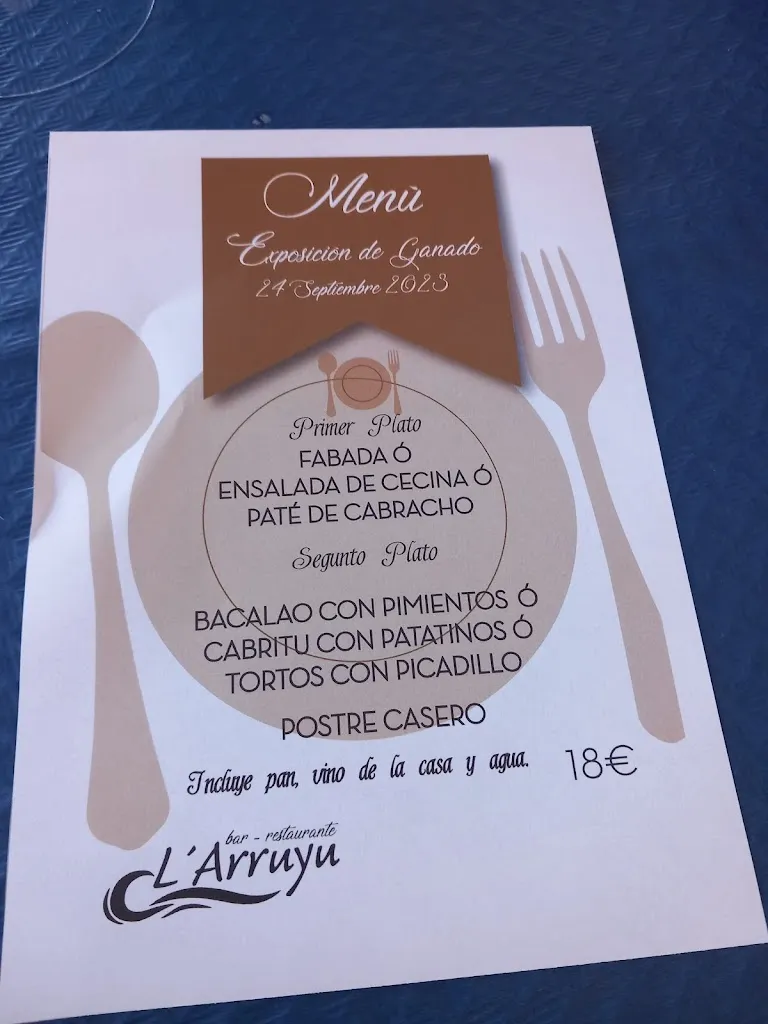 Menù
Exposición de Ganado
24 Septiembre 2023
Primer Plato
FABADA Ó
ENSALADA DE CECINA Ó
PATÉ DE CABRACHO
Segunto Plato
BACALAO CON PIMIENTOS Ó
CABRITU CON PATATINOS Ó
TORTOS CON PICADILLO
POSTRE CASERO
Incluye pan, vino de la casa y agua. 18€
bar - restaurante
L´Arruyu